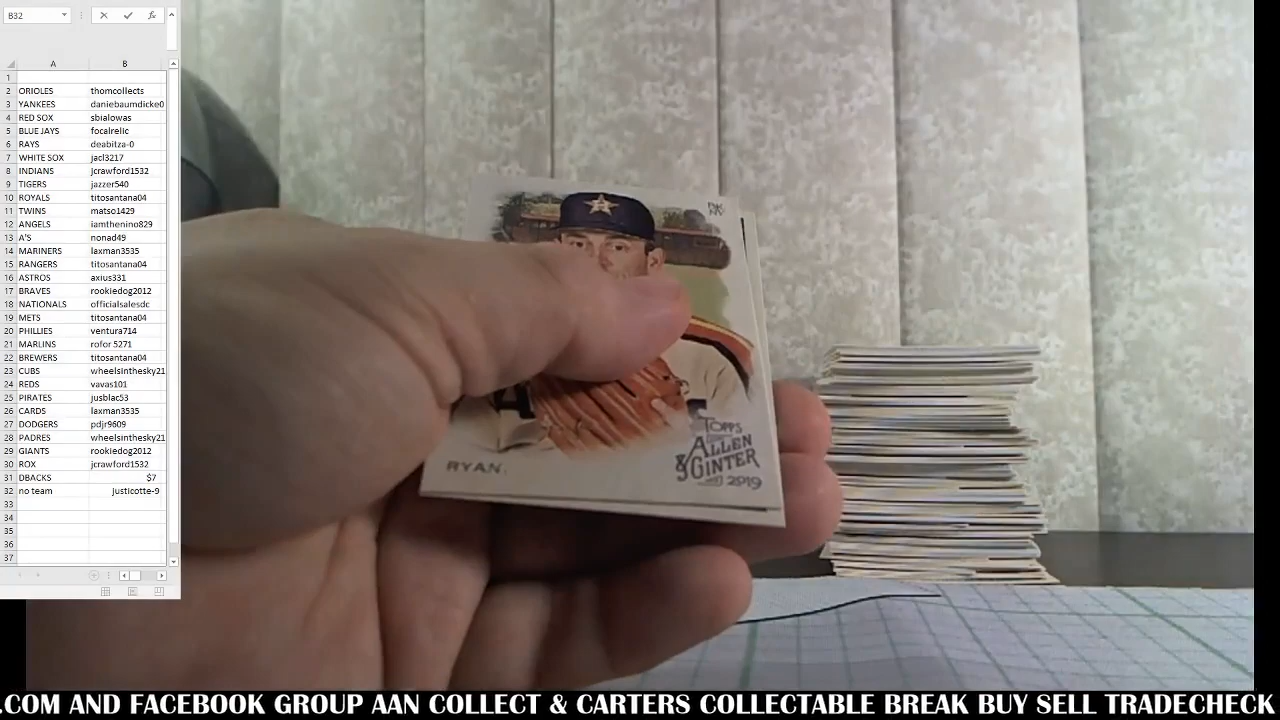 B32
fx
A B
1
2 ORIOLES thomcollects
3 YANKEES daniebaumdicke0
4 RED SOX sbialowas
5 BLUE JAYS focalrelic
6 RAYS deabitza-0
7 WHITE SOX jacl3217
8 INDIANS jcrawford1532
9 TIGERS jazzer540
10 ROYALS titosantana04
11 TWINS matso1429
12 ANGELS iamthenino829
13 A'S nonad49
14 MARINERS laxman3535
15 RANGERS titosantana04
16 ASTROS axius331
17 BRAVES rookiedog2012
18 NATIONALS officialsalesdc
19 METS titosantana04
20 PHILLIES ventura714
21 MARLINS rofor 5271
22 BREWERS titosantana04
23 CUBS wheelsinthesky21
24 REDS vavas101
25 PIRATES jusblac53
26 CARDS laxman3535
27 DODGERS pdjr9609
28 PADRES wheelsinthesky21
29 GIANTS rookiedog2012
30 ROX jcrawford1532
31 DBACKS $7
32 no team justicotte-9
33
34
35
36
37
RYAN.
TOPPS
ALLEN
& GINTER
2019
.COM AND FACEBOOK GROUP AAN COLLECT & CARTERS COLLECTABLE BREAK BUY SELL TRADECHECK